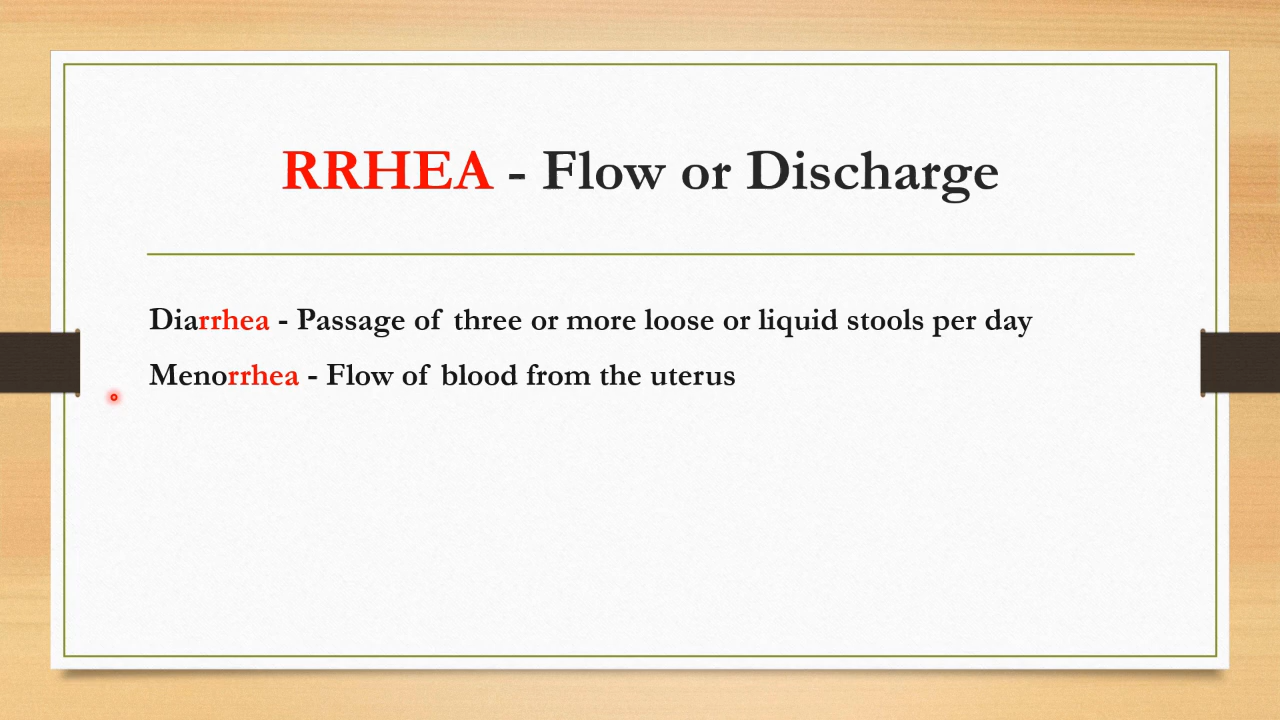 RRHEA - Flow or Discharge
Diarrhea - Passage of three or more loose or liquid stools per day
Menorrhea - Flow of blood from the uterus